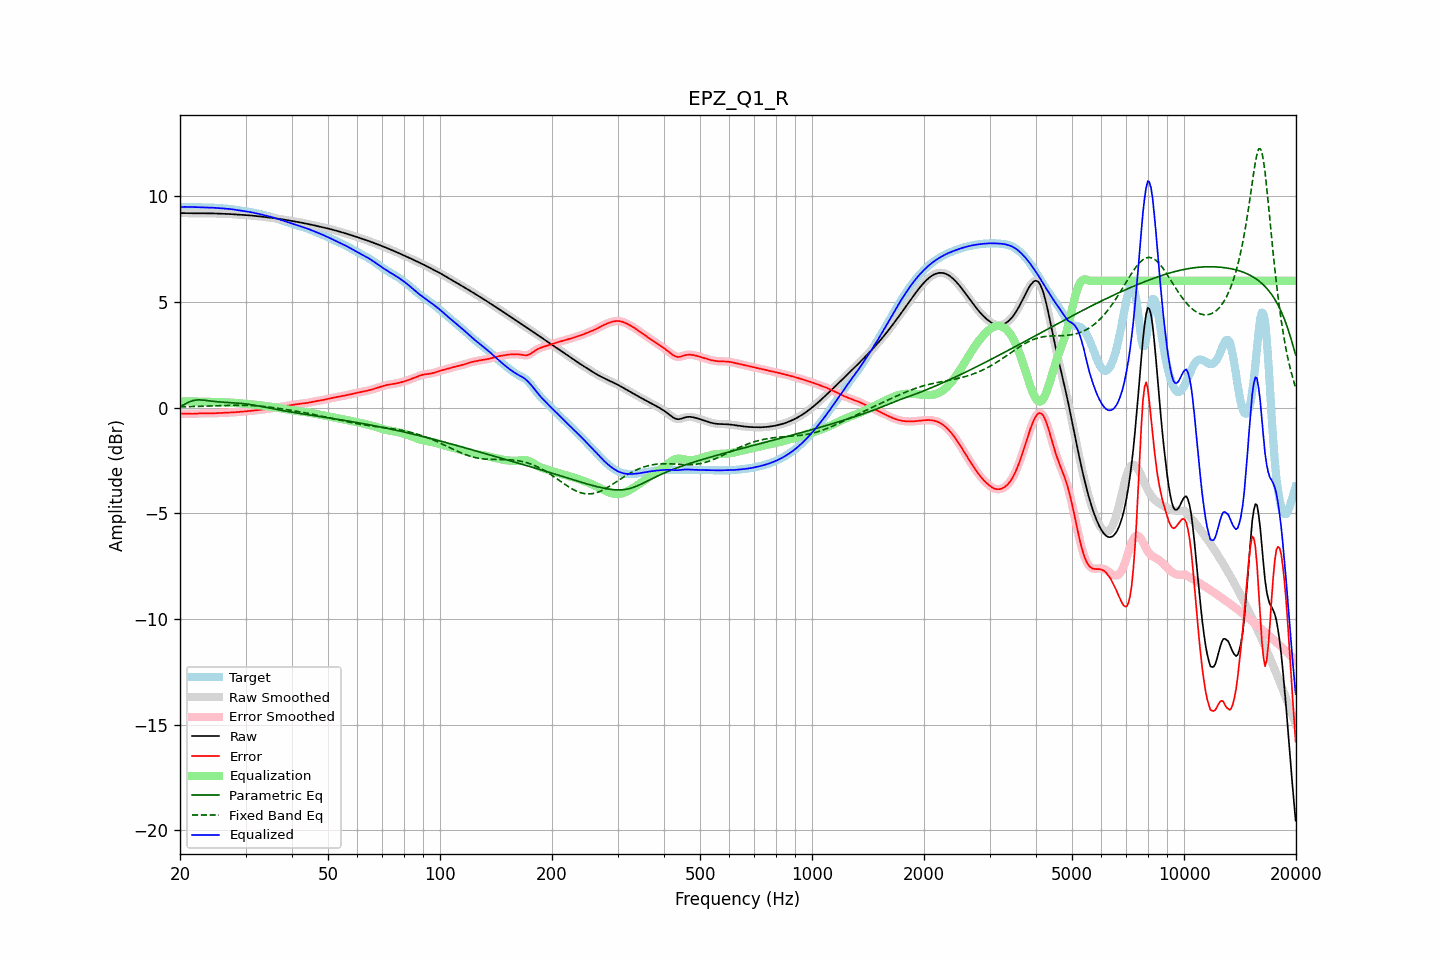 EPZ_Q1_R
Amplitude (dBr)
10
5
0
−5
−10
−15
−20
Target
Raw Smoothed
Error Smoothed
Raw
Error
Equalization
Parametric Eq
Fixed Band Eq
Equalized
20 50 100 200 500 1000 2000 5000 10000 20000
Frequency (Hz)